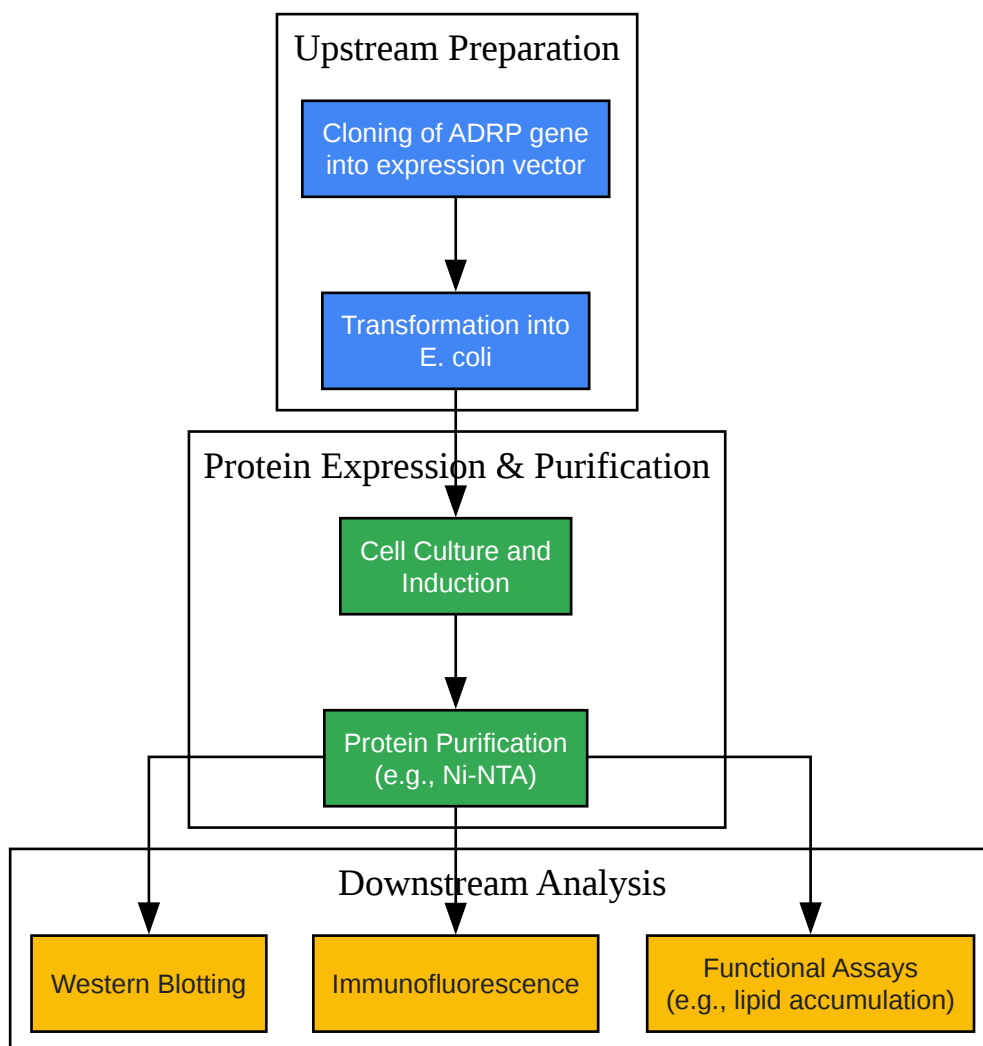 Upstream Preparation
Cloning of ADRP gene
into expression vector
Transformation into
E. coli
Protein Expression & Purification
Cell Culture and
Induction
Protein Purification
(e.g., Ni-NTA)
Downstream Analysis
Western Blotting
Immunofluorescence
Functional Assays
(e.g., lipid accumulation)